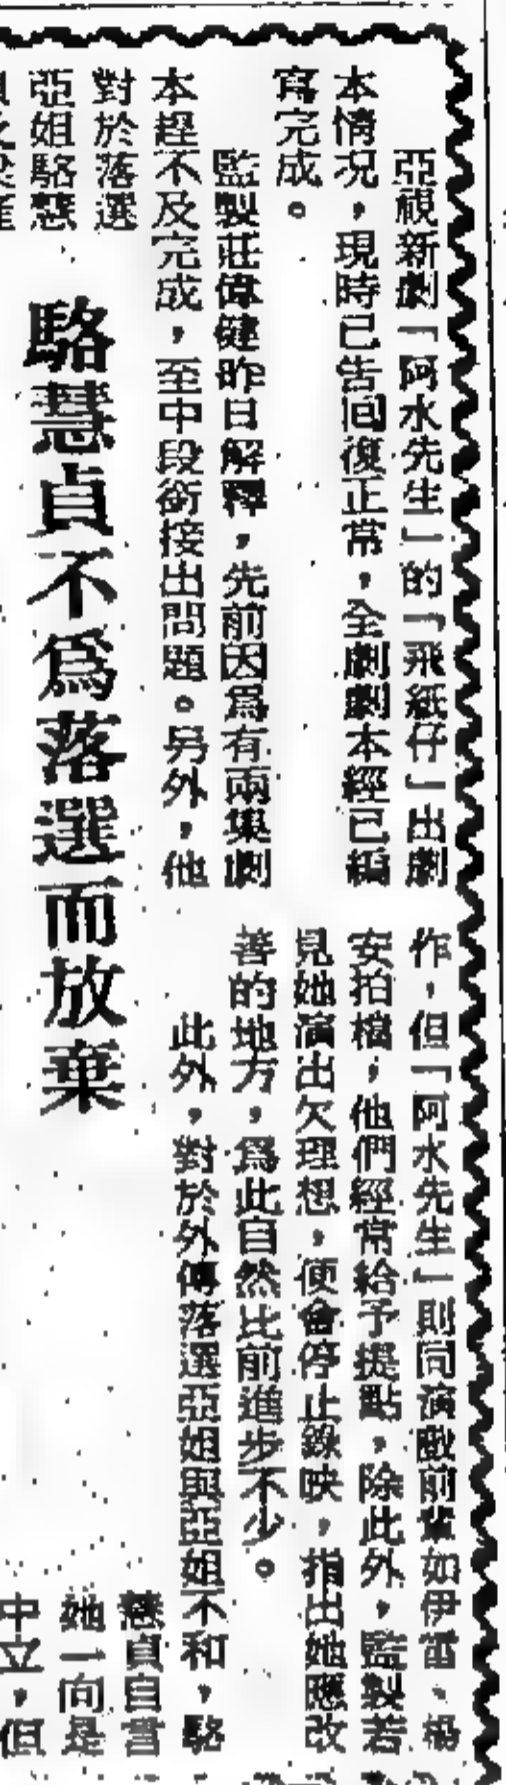 亞視新劇「阿水先生」的「飛紙仔」出劇
本情况，現時已告囘復正常，全劇劇本經已編
寫完成。
監製莊偉健昨日解釋，先前因爲有兩集劇
本趕不及完成，至中段銜接出問題。另外，他
對於落選
亞姐駱慧
駱慧貞不爲落選而放棄
作，但「阿水先生」則同演戲前輩如伊雷、楊
安拍檔，他們經常給予提點，除此外，監製若
見她演出欠理想，便會停止錄映，指出她應改
善的地方，爲此自然比前進步不少。
此外，對於外傳落選亞姐與亞姐不和，駱
慧貞自言
她一向是
中立，但